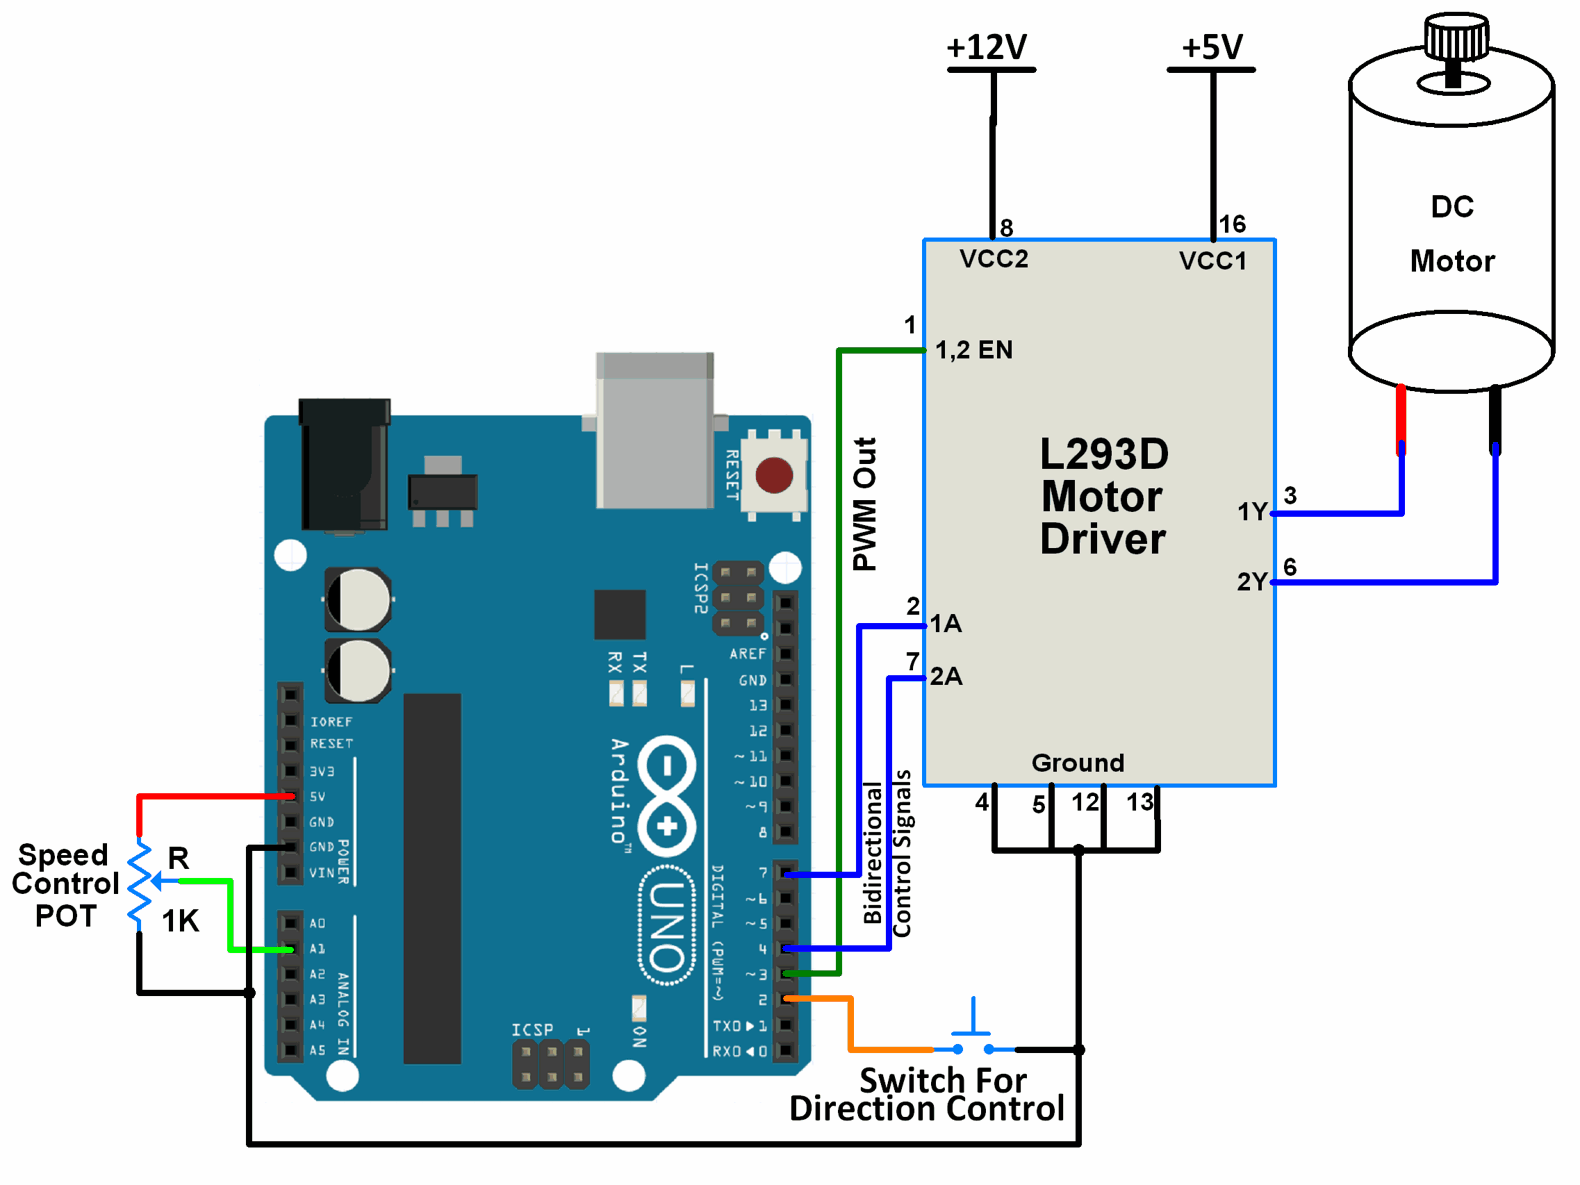 +12V
+5V
8
16
VCC2
VCC1
DC
Motor
1
1,2 EN
L293D
Motor
Driver
3
1Y
6
2Y
2
1A
7
2A
Ground
4
5
12
13
PWM Out
Bidirectional
Control Signals
RESET
ICSP2
AREF
GND
13
12
~11
~10
~9
8
7
~6
~5
4
~3
2
TX0▶1
RX0◀0
DIGITAL (PWM=~)
RX
TX
L
Arduino™
UNO
ON
ICSP
1
IOREF
RESET
3V3
5V
GND
GND
VIN
POWER
A0
A1
A2
A3
A4
A5
ANALOG IN
Speed
Control
POT
R
1K
Switch For
Direction Control